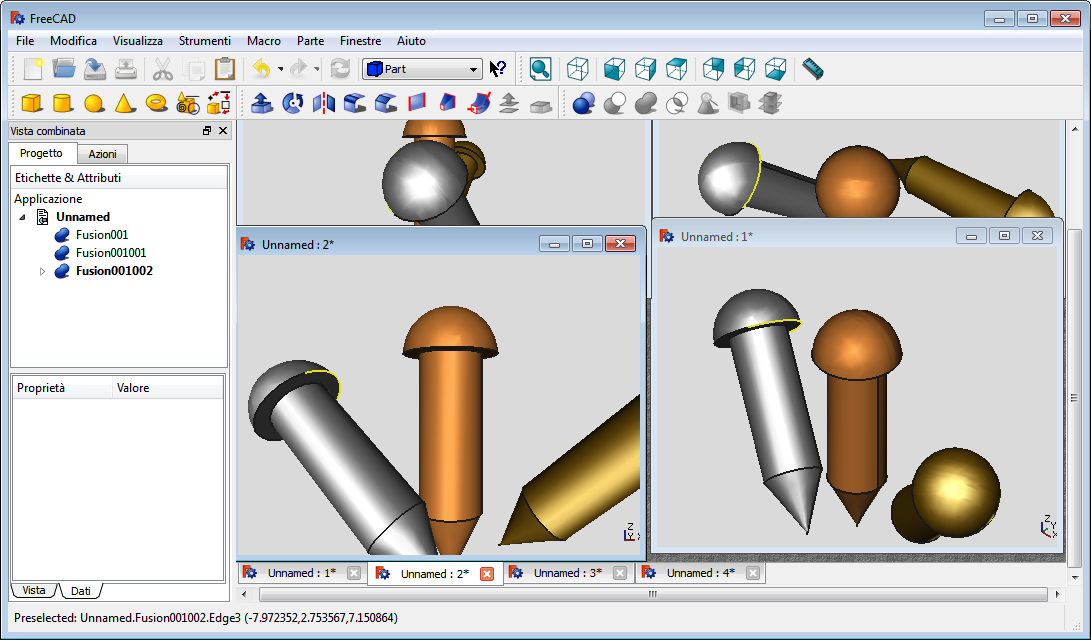 FreeCAD
File Modifica Visualizza Strumenti Macro Parte Finestre Aiuto
Part
Vista combinata
Progetto Azioni
Etichette & Attributi
Applicazione
Unnamed
Fusion001
Fusion001001
Fusion001002
Proprietà Valore
Vista Dati
Unnamed : 2*
Z
Y
X
Unnamed : 1*
Z
Y
X
Unnamed : 1* Unnamed : 2* Unnamed : 3* Unnamed : 4*
Preselected: Unnamed.Fusion001002.Edge3 (-7.972352,2.753567,7.150864)